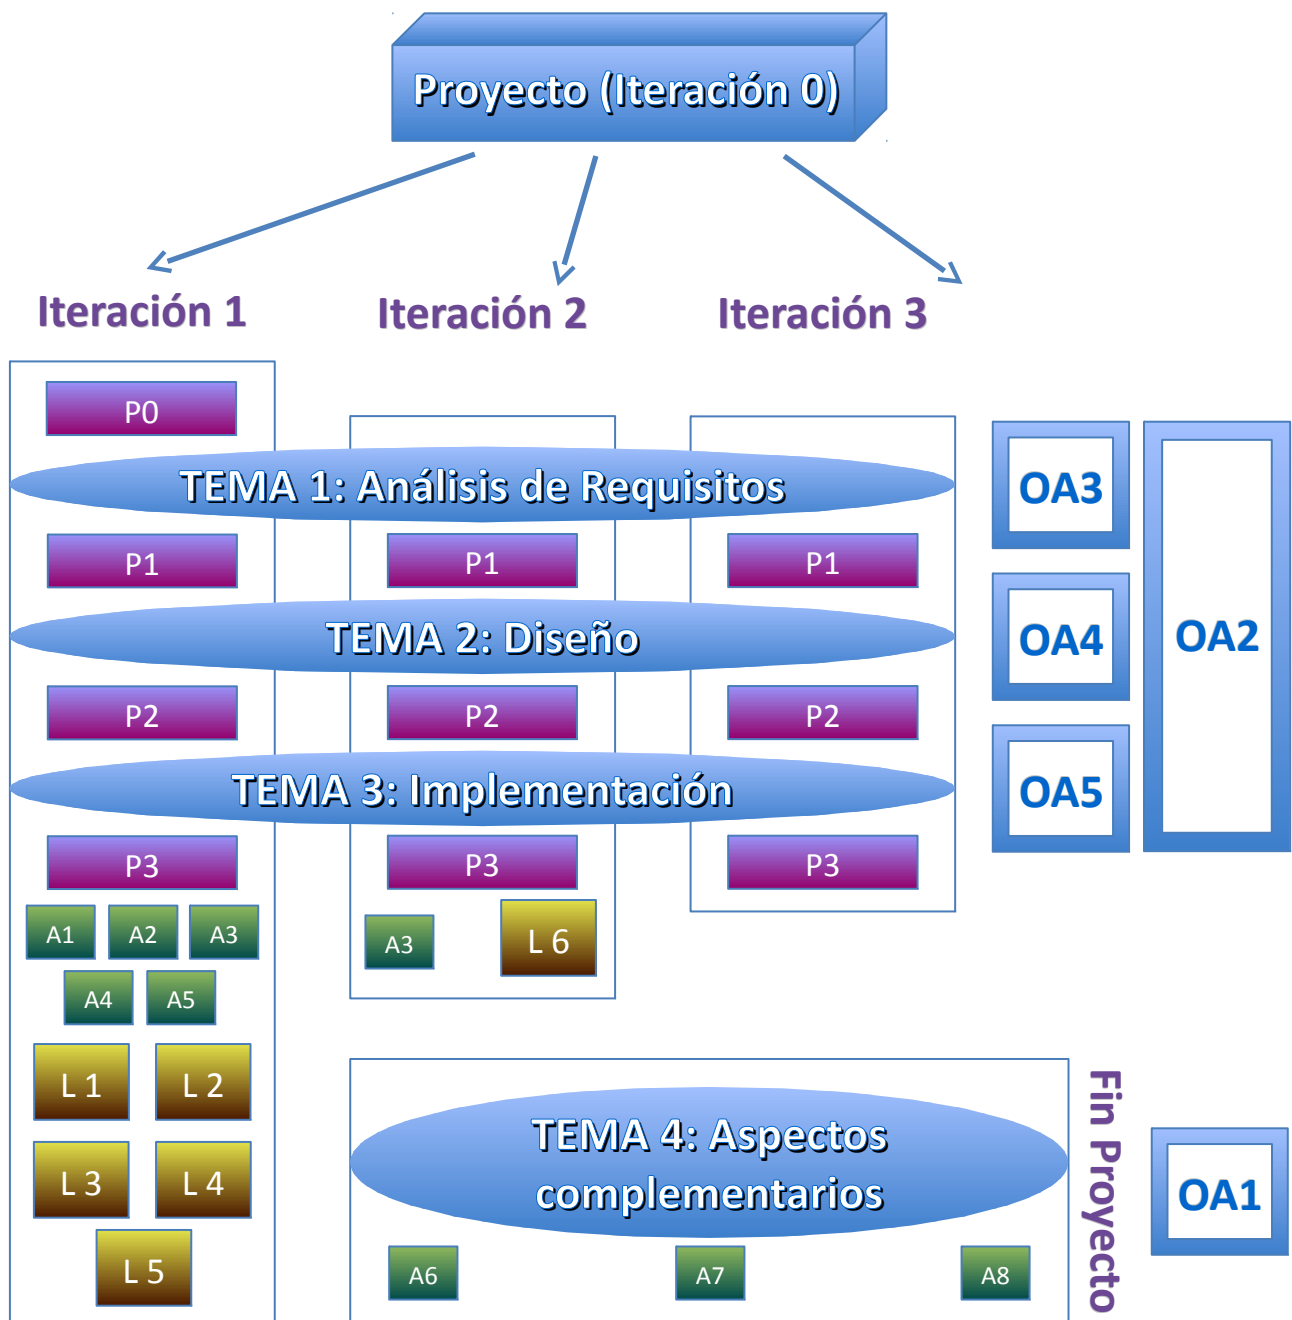 Proyecto (Iteración 0)
Iteración 1
Iteración 2
Iteración 3
P0
TEMA 1: Análisis de Requisitos
OA3
P1
P1
P1
TEMA 2: Diseño
OA4
OA2
P2
P2
P2
TEMA 3: Implementación
OA5
P3
P3
P3
A1
A2
A3
A3
L 6
A4
A5
L 1
L 2
L 3
L 4
L 5
TEMA 4: Aspectos
complementarios
A6
A7
A8
Fin Proyecto
OA1